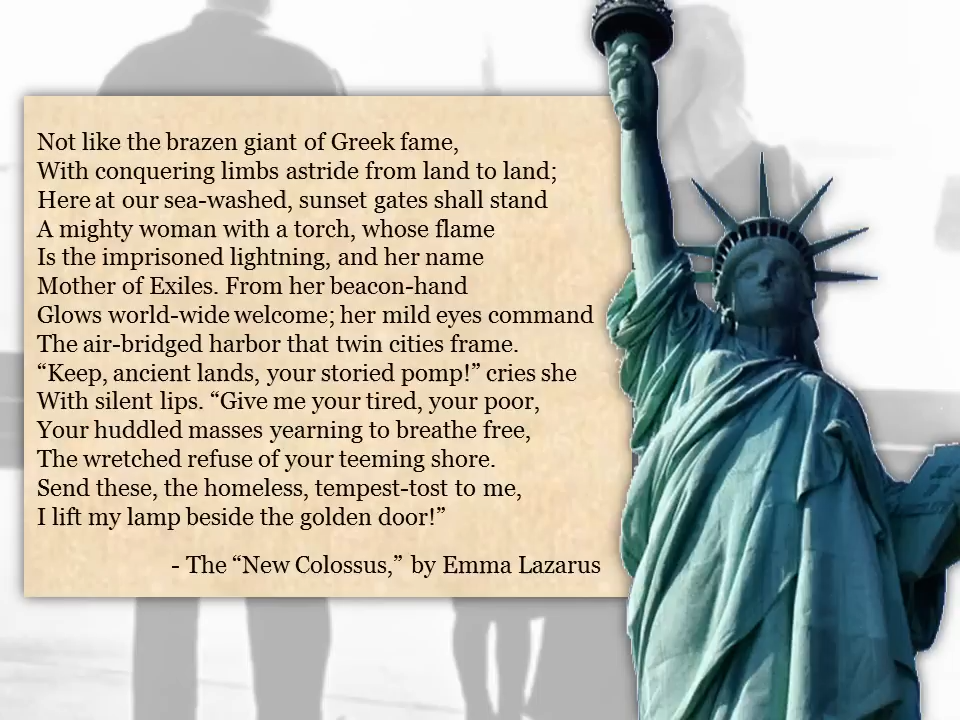 Not like the brazen giant of Greek fame,
With conquering limbs astride from land to land;
Here at our sea-washed, sunset gates shall stand
A mighty woman with a torch, whose flame
Is the imprisoned lightning, and her name
Mother of Exiles. From her beacon-hand
Glows world-wide welcome; her mild eyes command
The air-bridged harbor that twin cities frame.
“Keep, ancient lands, your storied pomp!” cries she
With silent lips. “Give me your tired, your poor,
Your huddled masses yearning to breathe free,
The wretched refuse of your teeming shore.
Send these, the homeless, tempest-tost to me,
I lift my lamp beside the golden door!”
- The “New Colossus,” by Emma Lazarus